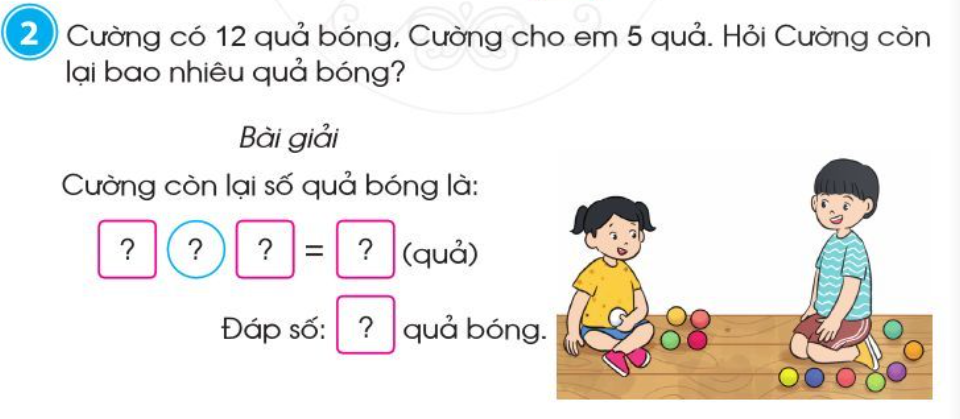 2 Cường có 12 quả bóng, Cường cho em 5 quả. Hỏi Cường còn
lại bao nhiêu quả bóng?
Bài giải
Cường còn lại số quả bóng là:
? ? ? = ? (quả)
Đáp số: ? quả bóng.